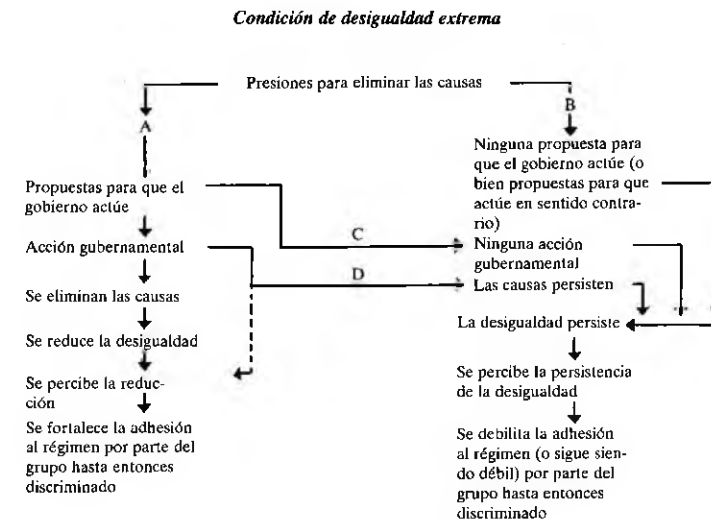 Condición de desigualdad extrema
Presiones para eliminar las causas
A
B
Propuestas para que el
gobierno actúe
Acción gubernamental
Se eliminan las causas
Se reduce la desigualdad
Se percibe la reduc-
ción
Se fortalece la adhesión
al régimen por parte del
grupo hasta entonces
discriminado
C
D
Ninguna propuesta para
que el gobierno actúe (o
bien propuestas para que
actúe en sentido contra-
rio)
Ninguna acción
gubernamental
Las causas persisten
La desigualdad persiste
Se percibe la persistencia
de la desigualdad
Se debilita la adhesión
al régimen (o sigue sien-
do débil) por parte del
grupo hasta entonces
discriminado